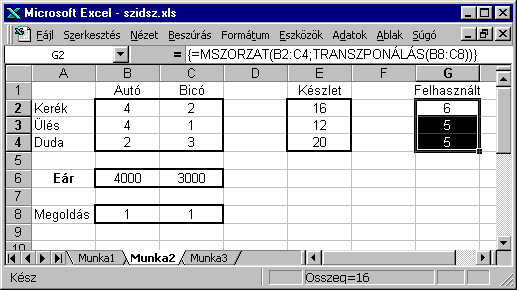 Microsoft Excel - szidsz.xls
Fájl Szerkesztés Nézet Beszúrás Formátum Eszközök Adatok Ablak Súgó
G2 = {=MSZORZAT(B2:C4;TRANSZPONÁLÁS(B8:C8))}
A B C D E F G
1 Autó Bicó Készlet Felhasznált
2 Kerék 4 2 16 6
3 Ülés 4 1 12 5
4 Duda 2 3 20 5
5
6 Eár 4000 3000
7
8 Megoldás 1 1
9
10
Munka1 Munka2 Munka3
Kész Összeg=16